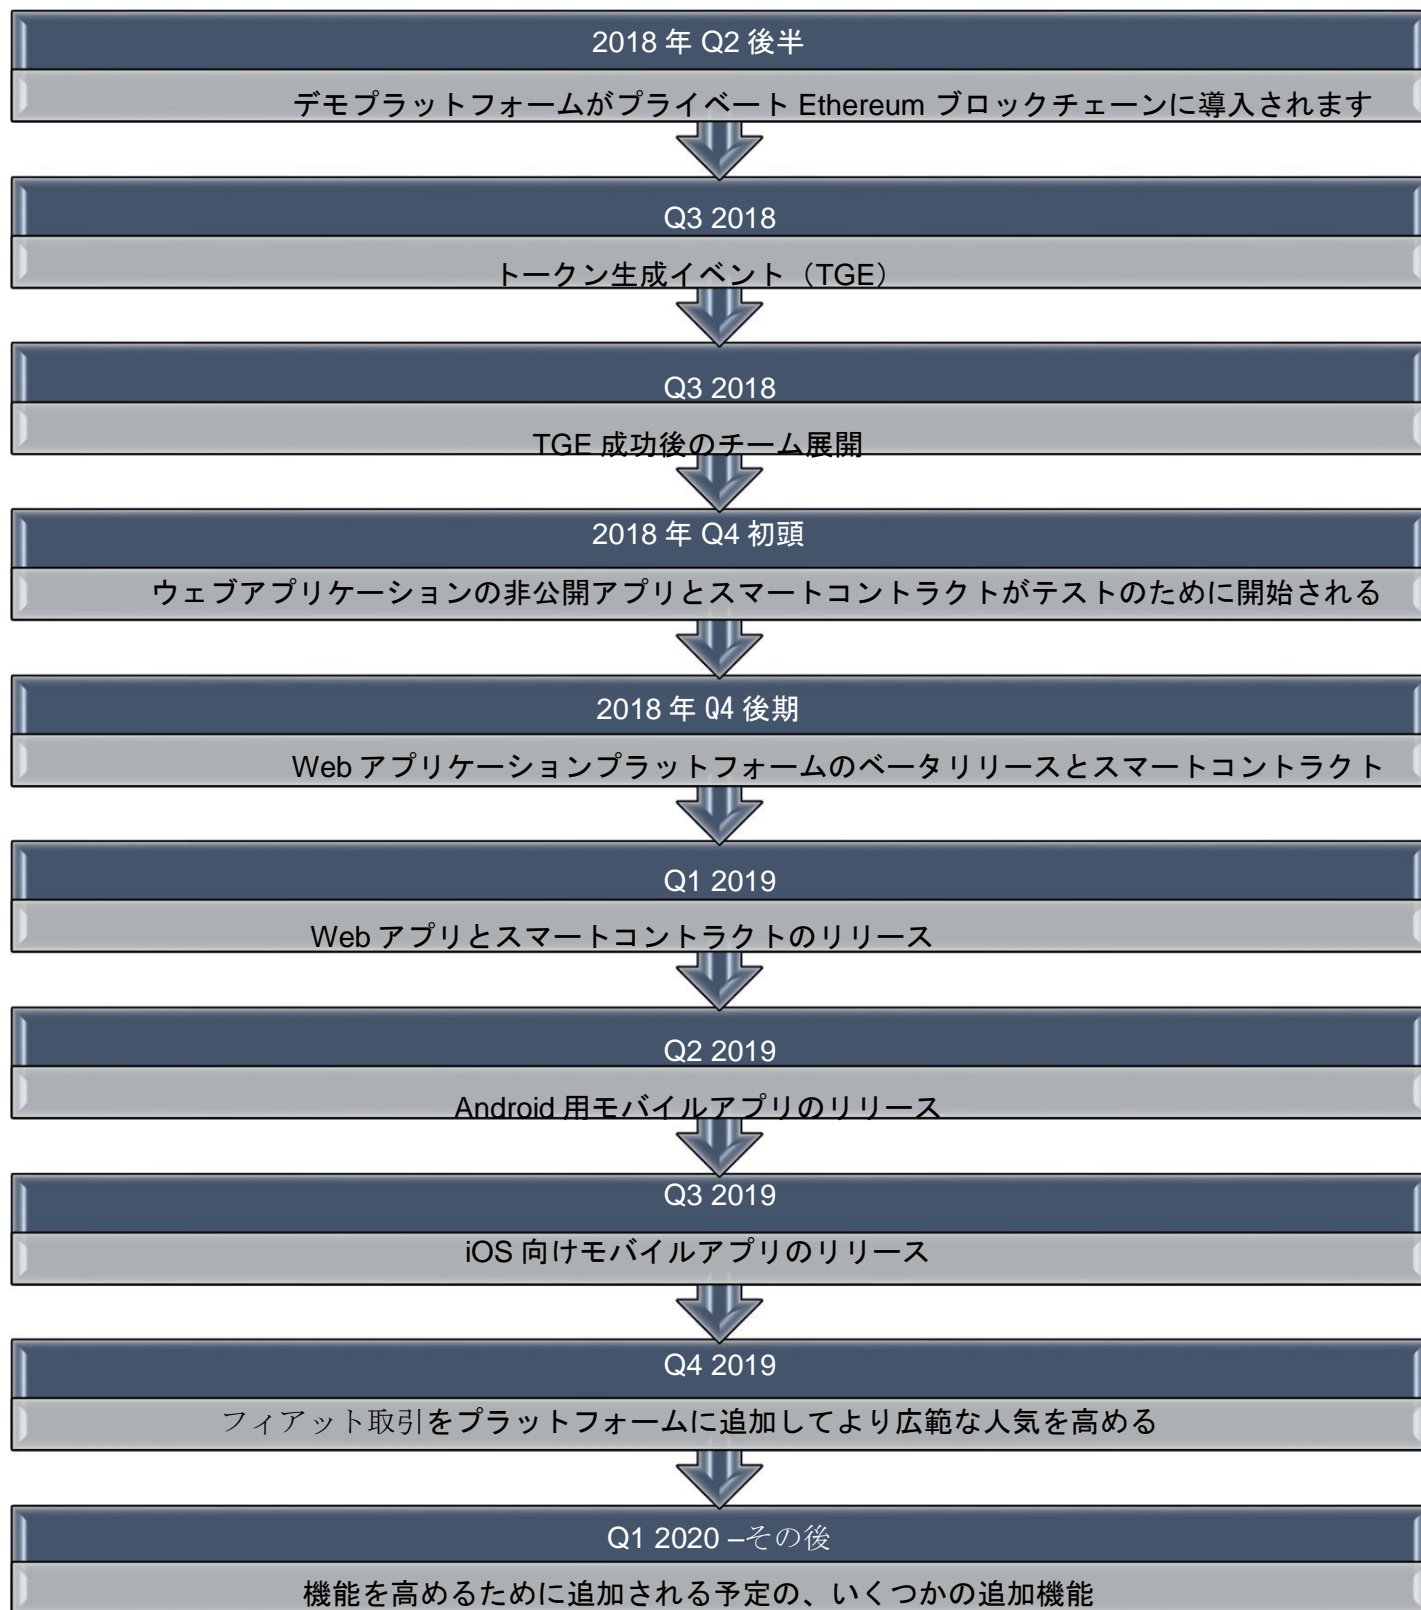 2018 年 Q2 後半
デモプラットフォームがプライベート Ethereum ブロックチェーンに導入されます
Q3 2018
トークン生成イベント（TGE）
Q3 2018
TGE 成功後のチーム展開
2018 年 Q4 初頭
ウェブアプリケーションの非公開アプリとスマートコントラクトがテストのために開始される
2018 年 Q4 後期
Web アプリケーションプラットフォームのベータリリースとスマートコントラクト
Q1 2019
Web アプリとスマートコントラクトのリリース
Q2 2019
Android 用モバイルアプリのリリース
Q3 2019
iOS 向けモバイルアプリのリリース
Q4 2019
フィアット取引をプラットフォームに追加してより広範な人気を高める
Q1 2020 –その後
機能を高めるために追加される予定の、いくつかの追加機能